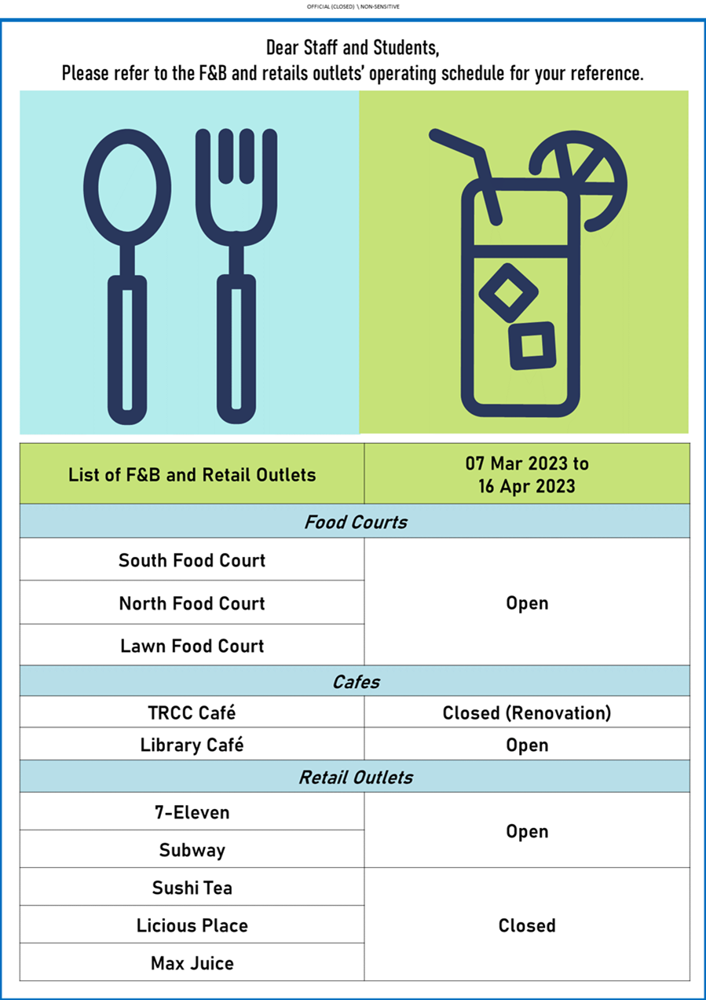 OFFICIAL (CLOSED) \ NON-SENSITIVE
Dear Staff and Students,
Please refer to the F&B and retails outlets’ operating schedule for your reference.
List of F&B and Retail Outlets
07 Mar 2023 to
16 Apr 2023
Food Courts
South Food Court
North Food Court
Open
Lawn Food Court
Cafes
TRCC Café
Closed (Renovation)
Library Café
Open
Retail Outlets
7-Eleven
Open
Subway
Sushi Tea
Licious Place
Closed
Max Juice